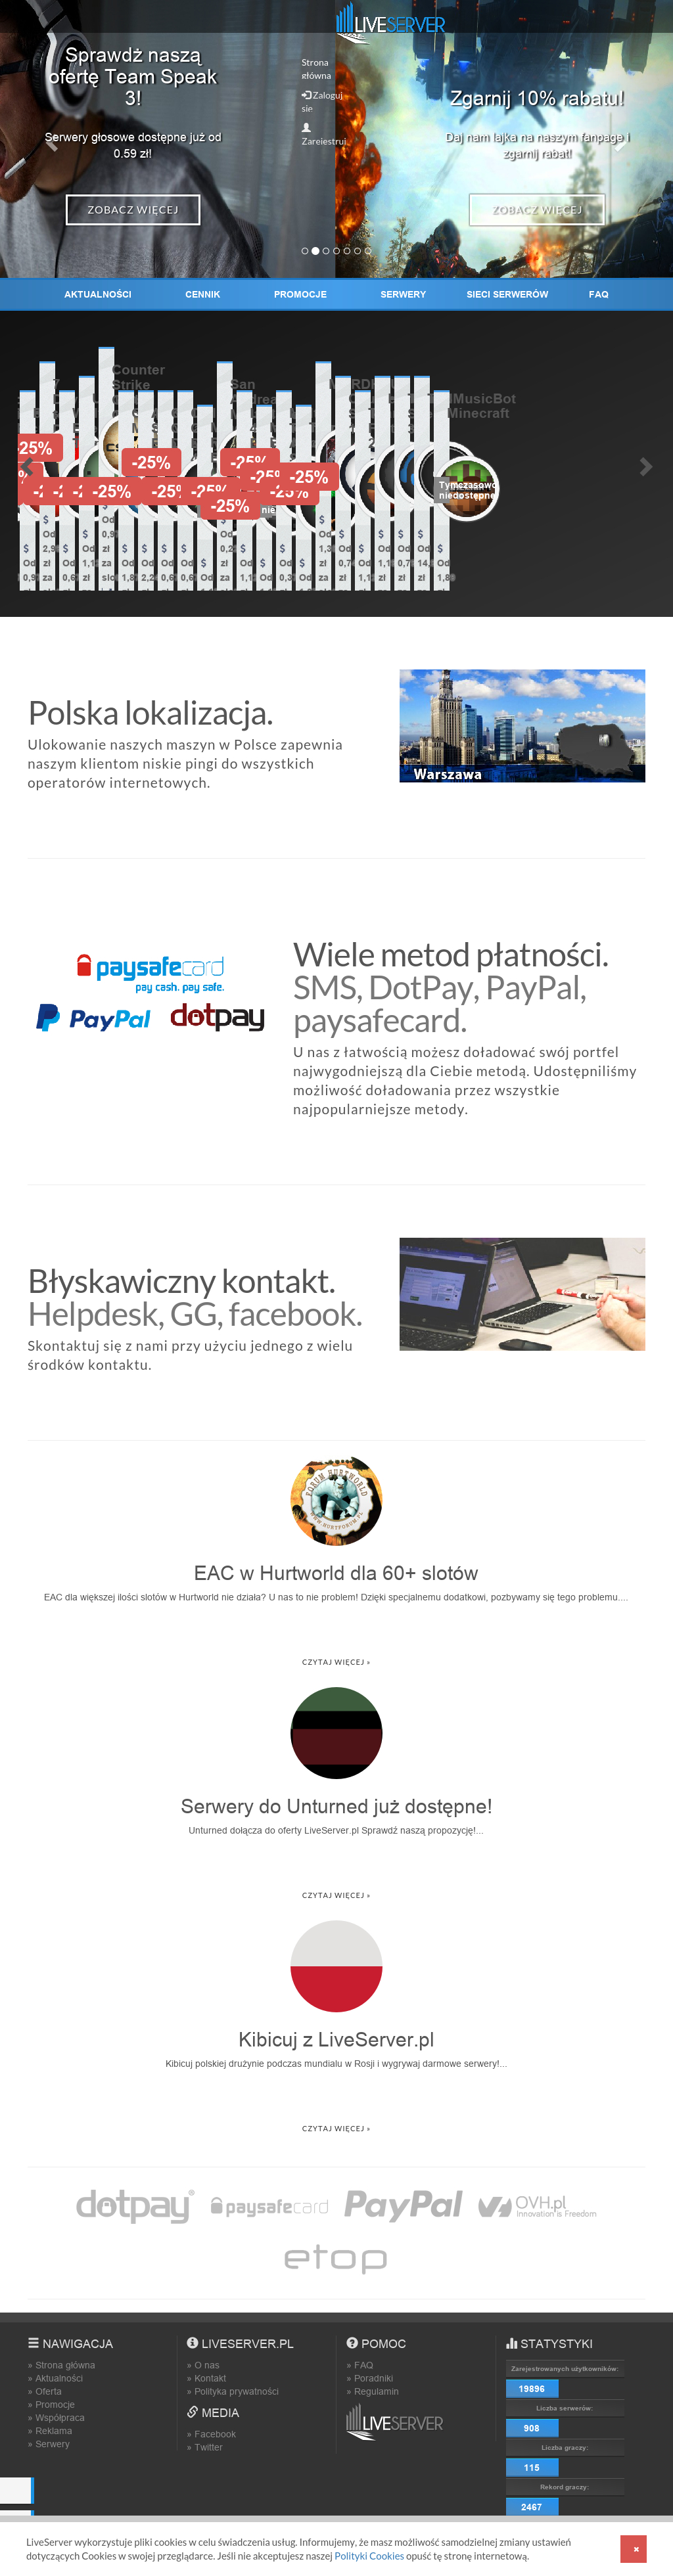 LIVESERVER
Sprawdź naszą
ofertę Team Speak
3!
Serwery głosowe dostępne już od
0.59 zł!
ZOBACZ WIĘCEJ
Strona
główna
Zaloguj
się
Zarejestruj
Zgarnij 10% rabatu!
Daj nam lajka na naszym fanpage i
zgarnij rabat!
ZOBACZ WIĘCEJ
AKTUALNOŚCI CENNIK PROMOCJE SERWERY SIECI SERWERÓW FAQ
Counter
Strike
San
MusicBot
Minecraft
-25%
-25%
-25%
-25%
-25%
Tymczasowo
niedostępne
Polska lokalizacja.
Ulokowanie naszych maszyn w Polsce zapewnia
naszym klientom niskie pingi do wszystkich
operatorów internetowych.
Warszawa
paysafecard
pay cash. pay safe.
PayPal dotpay
Wiele metod płatności.
SMS, DotPay, PayPal,
paysafecard.
U nas z łatwością możesz doładować swój portfel
najwygodniejszą dla Ciebie metodą. Udostępniliśmy
możliwość doładowania przez wszystkie
najpopularniejsze metody.
Błyskawiczny kontakt.
Helpdesk, GG, facebook.
Skontaktuj się z nami przy użyciu jednego z wielu
środków kontaktu.
FORUM HURTWORLD
WWW.HURTFORUM.PL
EAC w Hurtworld dla 60+ slotów
EAC dla większej ilości slotów w Hurtworld nie działa? U nas to nie problem! Dzięki specjalnemu dodatkowi, pozbywamy się tego problemu....
CZYTAJ WIĘCEJ »
Serwery do Unturned już dostępne!
Unturned dołącza do oferty LiveServer.pl Sprawdź naszą propozycję!...
CZYTAJ WIĘCEJ »
Kibicuj z LiveServer.pl
Kibicuj polskiej drużynie podczas mundialu w Rosji i wygrywaj darmowe serwery!...
CZYTAJ WIĘCEJ »
dotpay® paysafecard PayPal OVH.pl
Innovation is Freedom
etop
NAWIGACJA
» Strona główna
» Aktualności
» Oferta
» Promocje
» Współpraca
» Reklama
» Serwery
LIVESERVER.PL
» O nas
» Kontakt
» Polityka prywatności
MEDIA
» Facebook
» Twitter
POMOC
» FAQ
» Poradniki
» Regulamin
LIVESERVER
STATYSTYKI
Zarejestrowanych użytkowników:
19896
Liczba serwerów:
908
Liczba graczy:
115
Rekord graczy:
2467
LiveServer wykorzystuje pliki cookies w celu świadczenia usług. Informujemy, że masz możliwość samodzielnej zmiany ustawień
dotyczących Cookies w swojej przeglądarce. Jeśli nie akceptujesz naszej Polityki Cookies opuść tę stronę internetową.